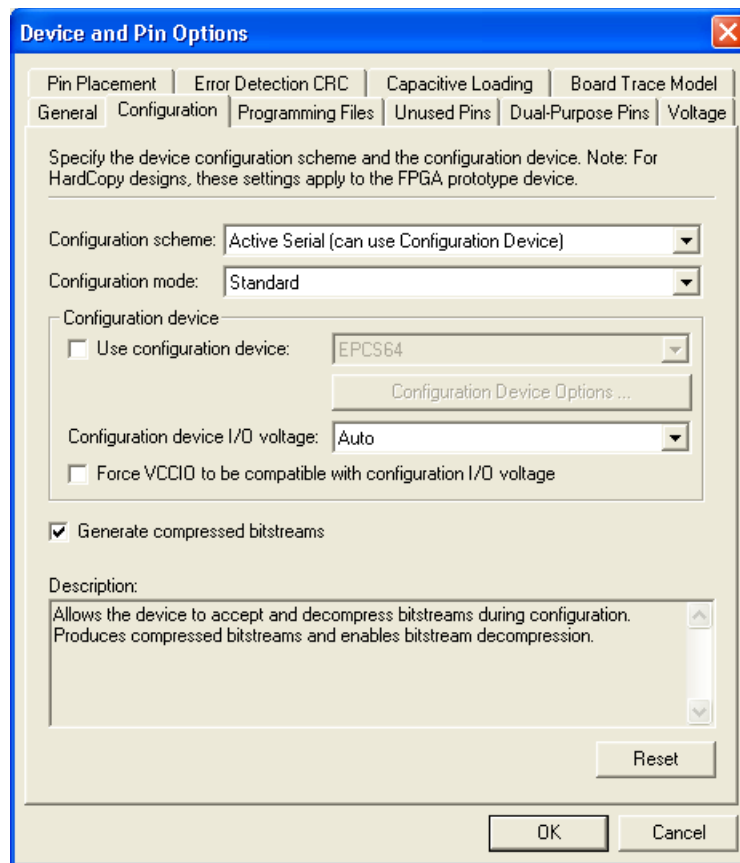 Device and Pin Options
Pin Placement Error Detection CRC Capacitive Loading Board Trace Model
General Configuration Programming Files Unused Pins Dual-Purpose Pins Voltage
Specify the device configuration scheme and the configuration device. Note: For
HardCopy designs, these settings apply to the FPGA prototype device.
Configuration scheme: Active Serial (can use Configuration Device)
Configuration mode: Standard
Configuration device
Use configuration device: EPCS64
Configuration Device Options ...
Configuration device I/O voltage: Auto
Force VCCIO to be compatible with configuration I/O voltage
Generate compressed bitstreams
Description:
Allows the device to accept and decompress bitstreams during configuration.
Produces compressed bitstreams and enables bitstream decompression.
Reset
OK Cancel